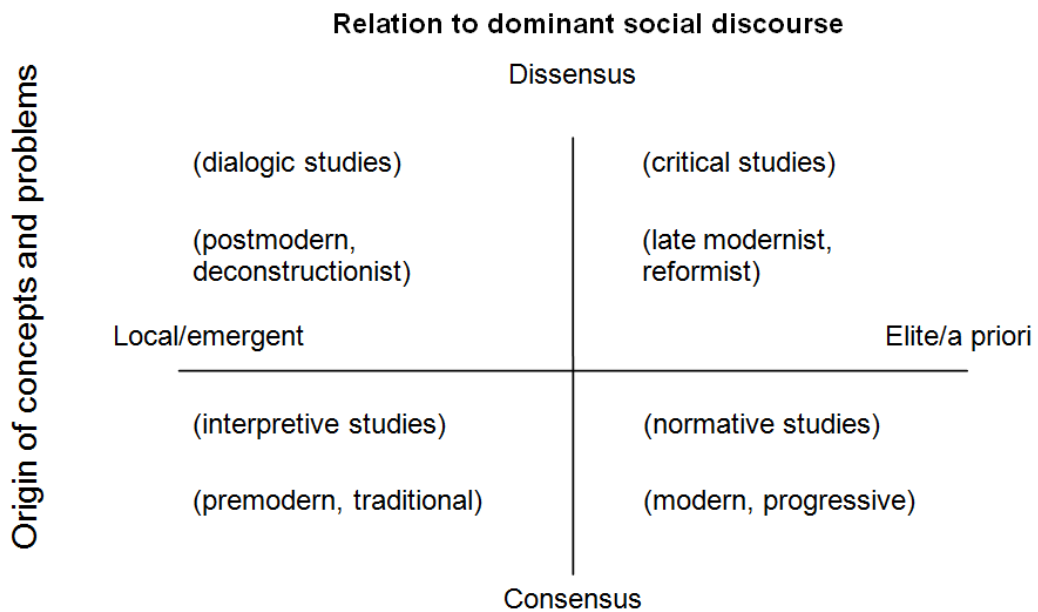 Relation to dominant social discourse
Dissensus
Origin of concepts and problems
(dialogic studies)
(critical studies)
(postmodern,
deconstructionist)
(late modernist,
reformist)
Local/emergent
Elite/a priori
(interpretive studies)
(normative studies)
(premodern, traditional)
(modern, progressive)
Consensus